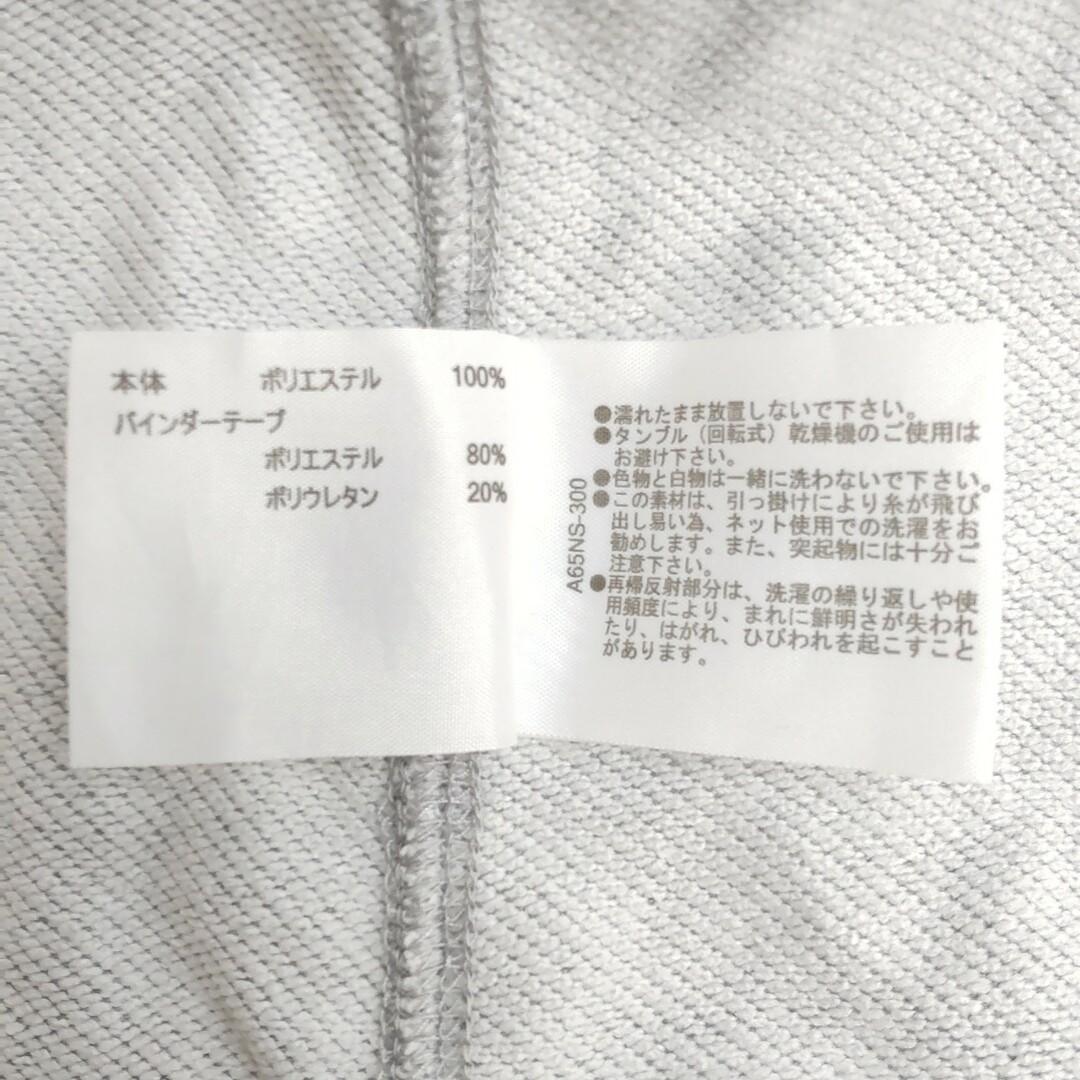 本体 ポリエステル 100%
バインダーテープ
ポリエステル 80%
ポリウレタン 20%
A65NS-300
●濡れたまま放置しないで下さい。
●タンブル（回転式）乾燥機のご使用は
お避け下さい。
●色物と白物は一緒に洗わないで下さい。
●この素材は、引っ掛けにより糸が飛び
出し易い為、ネット使用での洗濯をお
勧めします。また、突起物には十分ご
注意下さい。
●再帰反射部分は、洗濯の繰り返しや使
用頻度により、まれに鮮明さが失われ
たり、はがれ、ひびわれを起こすこと
があります。